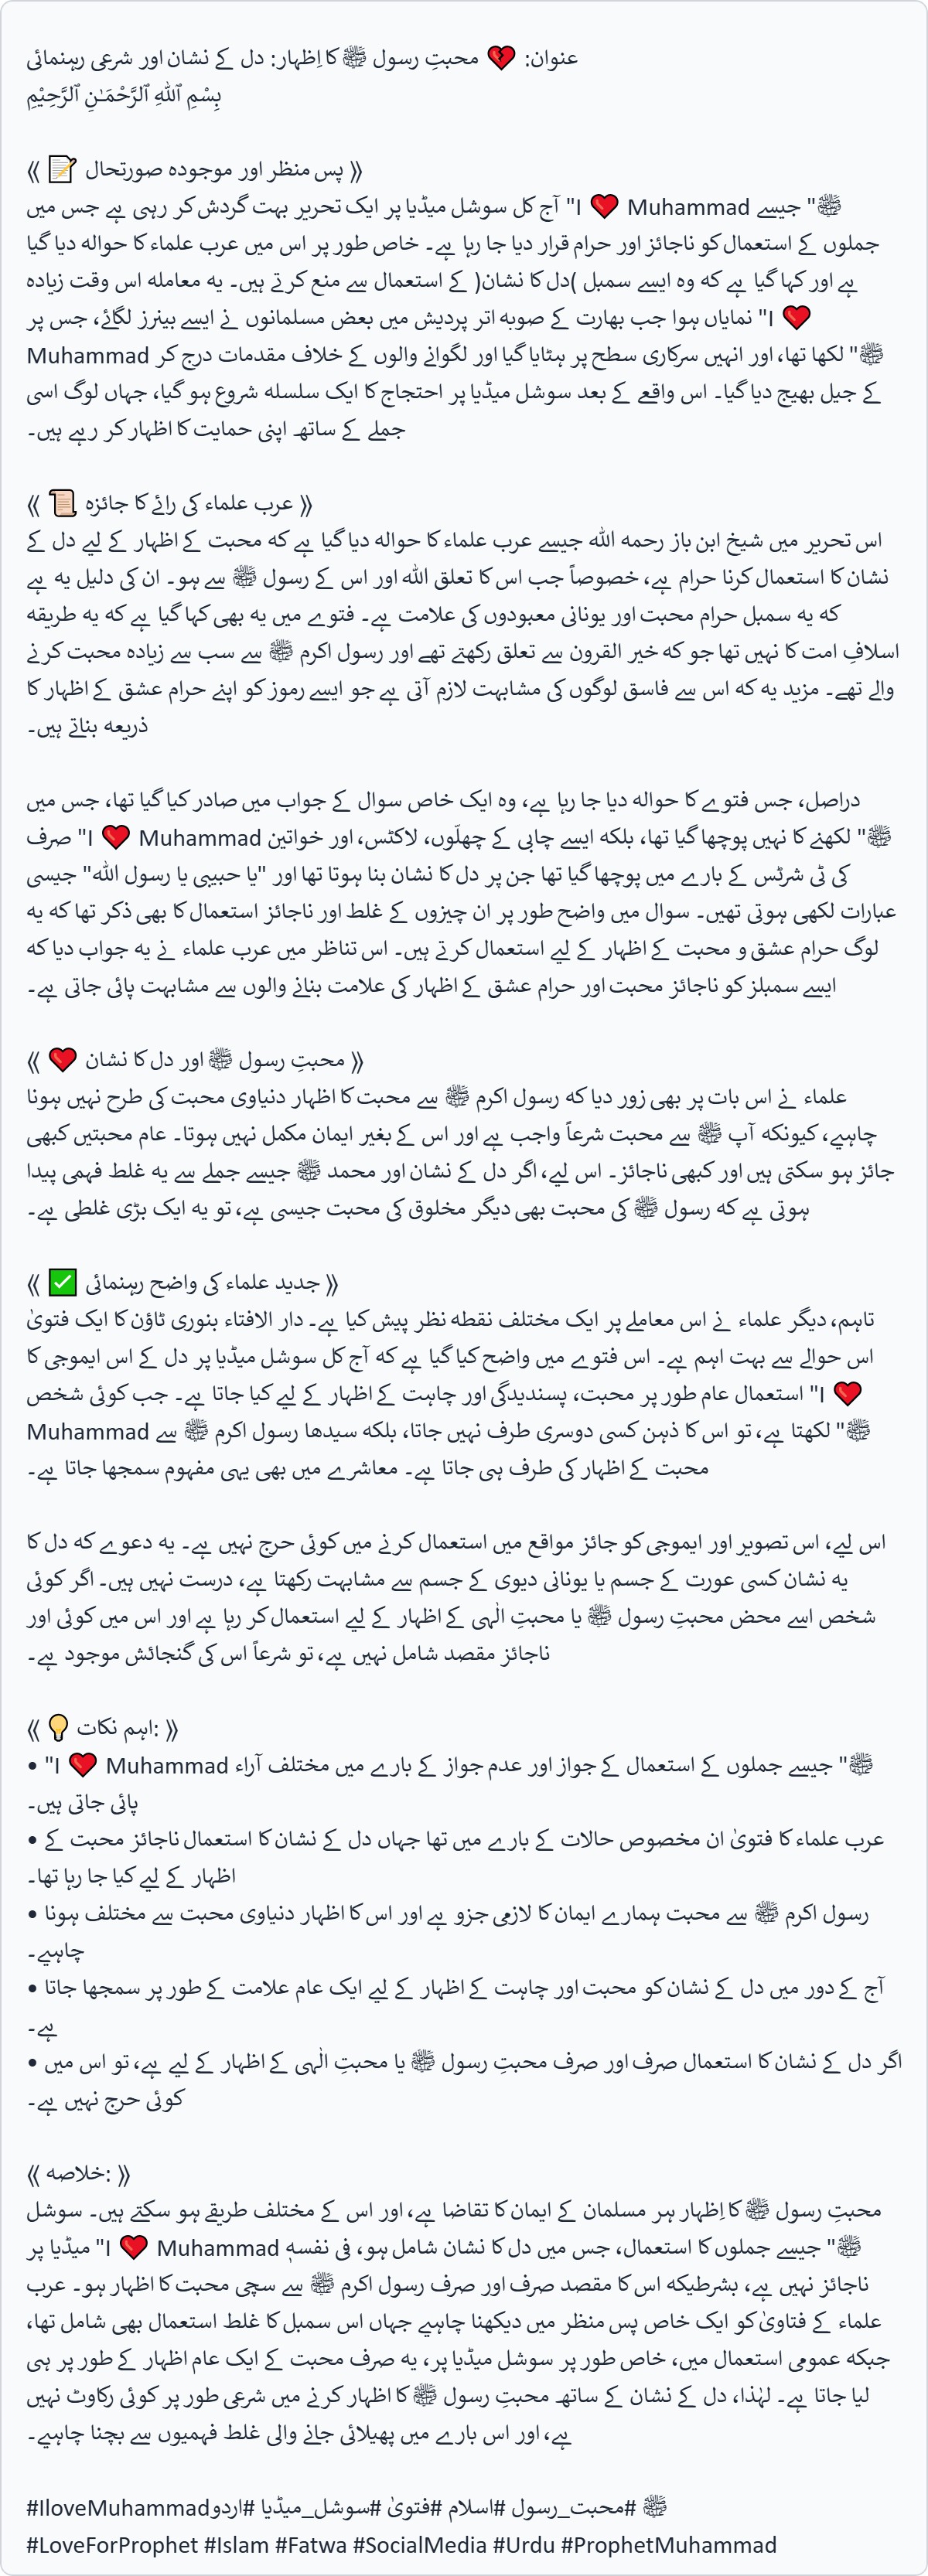 عنوان: 💔 محبتِ رسول ﷺ کا اِظہار: دل کے نشان اور شرعی رہنمائی
بِسْمِ ٱللَّهِ ٱلرَّحْمَـٰنِ ٱلرَّحِيْمِ
《 📝 پس منظر اور موجودہ صورتحال 》
آج کل سوشل میڈیا پر ایک تحریر بہت گردش کر رہی ہے جس میں "I ❤️ Muhammad ﷺ" جیسے
جملوں کے استعمال کو ناجائز اور حرام قرار دیا جا رہا ہے۔ خاص طور پر اس میں عرب علماء کا حوالہ دیا گیا
ہے اور کہا گیا ہے کہ وہ ایسے سمبل )دل کا نشان( کے استعمال سے منع کرتے ہیں۔ یہ معاملہ اس وقت زیادہ
نمایاں ہوا جب بھارت کے صوبہ اتر پردیش میں بعض مسلمانوں نے ایسے بینرز لگائے، جس پر "I ❤️
Muhammad ﷺ" لکھا تھا، اور انہیں سرکاری سطح پر ہٹایا گیا اور لگوانے والوں کے خلاف مقدمات درج کر
کے جیل بھیج دیا گیا۔ اس واقعے کے بعد سوشل میڈیا پر احتجاج کا ایک سلسلہ شروع ہو گیا، جہاں لوگ اسی
جملے کے ساتھ اپنی حمایت کا اظہار کر رہے ہیں۔
《 📜 عرب علماء کی رائے کا جائزہ 》
اس تحریر میں شیخ ابن باز رحمہ اللہ جیسے عرب علماء کا حوالہ دیا گیا ہے کہ محبت کے اظہار کے لیے دل کے
نشان کا استعمال کرنا حرام ہے، خصوصاً جب اس کا تعلق اللہ اور اس کے رسول ﷺ سے ہو۔ ان کی دلیل یہ ہے
کہ یہ سمبل حرام محبت اور یونانی معبودوں کی علامت ہے۔ فتوے میں یہ بھی کہا گیا ہے کہ یہ طریقہ
اسلافِ امت کا نہیں تھا جو کہ خیر القرون سے تعلق رکھتے تھے اور رسول اکرم ﷺ سے سب سے زیادہ محبت کرنے
والے تھے۔ مزید یہ کہ اس سے فاسق لوگوں کی مشابہت لازم آتی ہے جو ایسے رموز کو اپنے حرام عشق کے اظہار کا
ذریعہ بناتے ہیں۔
دراصل، جس فتوے کا حوالہ دیا جا رہا ہے، وہ ایک خاص سوال کے جواب میں صادر کیا گیا تھا، جس میں
صرف "I ❤️ Muhammad ﷺ" لکھنے کا نہیں پوچھا گیا تھا، بلکہ ایسے چابی کے چھلّوں، لاکٹس، اور خواتین
کی ٹی شرٹس کے بارے میں پوچھا گیا تھا جن پر دل کا نشان بنا ہوتا تھا اور "یا حبیبی یا رسول اللہ" جیسی
عبارات لکھی ہوتی تھیں۔ سوال میں واضح طور پر ان چیزوں کے غلط اور ناجائز استعمال کا بھی ذکر تھا کہ یہ
لوگ حرام عشق و محبت کے اظہار کے لیے استعمال کرتے ہیں۔ اس تناظر میں عرب علماء نے یہ جواب دیا کہ
ایسے سمبلز کو ناجائز محبت اور حرام عشق کے اظہار کی علامت بنانے والوں سے مشابہت پائی جاتی ہے۔
《 ❤️ محبتِ رسول ﷺ اور دل کا نشان 》
علماء نے اس بات پر بھی زور دیا کہ رسول اکرم ﷺ سے محبت کا اظہار دنیاوی محبت کی طرح نہیں ہونا
چاہیے، کیونکہ آپ ﷺ سے محبت شرعاً واجب ہے اور اس کے بغیر ایمان مکمل نہیں ہوتا۔ عام محبتیں کبھی
جائز ہو سکتی ہیں اور کبھی ناجائز۔ اس لیے، اگر دل کے نشان اور محمد ﷺ جیسے جملے سے یہ غلط فہمی پیدا
ہوتی ہے کہ رسول ﷺ کی محبت بھی دیگر مخلوق کی محبت جیسی ہے، تو یہ ایک بڑی غلطی ہے۔
《 ✅ جدید علماء کی واضح رہنمائی 》
تاہم، دیگر علماء نے اس معاملے پر ایک مختلف نقطہ نظر پیش کیا ہے۔ دار الافتاء بنوری ٹاؤن کا ایک فتویٰ
اس حوالے سے بہت اہم ہے۔ اس فتوے میں واضح کیا گیا ہے کہ آج کل سوشل میڈیا پر دل کے اس ایموجی کا
استعمال عام طور پر محبت، پسندیدگی اور چاہت کے اظہار کے لیے کیا جاتا ہے۔ جب کوئی شخص "I ❤️
Muhammad ﷺ" لکھتا ہے، تو اس کا ذہن کسی دوسری طرف نہیں جاتا، بلکہ سیدھا رسول اکرم ﷺ سے
محبت کے اظہار کی طرف ہی جاتا ہے۔ معاشرے میں بھی یہی مفہوم سمجھا جاتا ہے۔
اس لیے، اس تصویر اور ایموجی کو جائز مواقع میں استعمال کرنے میں کوئی حرج نہیں ہے۔ یہ دعوے کہ دل کا
یہ نشان کسی عورت کے جسم یا یونانی دیوی کے جسم سے مشابہت رکھتا ہے، درست نہیں ہیں۔ اگر کوئی
شخص اسے محض محبتِ رسول ﷺ یا محبتِ الٰہی کے اظہار کے لیے استعمال کر رہا ہے اور اس میں کوئی اور
ناجائز مقصد شامل نہیں ہے، تو شرعاً اس کی گنجائش موجود ہے۔
《 💡 اہم نکات: 》
• "I ❤️ Muhammad ﷺ" جیسے جملوں کے استعمال کے جواز اور عدم جواز کے بارے میں مختلف آراء
پائی جاتی ہیں۔
• عرب علماء کا فتویٰ ان مخصوص حالات کے بارے میں تھا جہاں دل کے نشان کا استعمال ناجائز محبت کے
اظہار کے لیے کیا جا رہا تھا۔
• رسول اکرم ﷺ سے محبت ہمارے ایمان کا لازمی جزو ہے اور اس کا اظہار دنیاوی محبت سے مختلف ہونا
چاہیے۔
• آج کے دور میں دل کے نشان کو محبت اور چاہت کے اظہار کے لیے ایک عام علامت کے طور پر سمجھا جاتا
ہے۔
• اگر دل کے نشان کا استعمال صرف اور صرف محبتِ رسول ﷺ یا محبتِ الٰہی کے اظہار کے لیے ہے، تو اس میں
کوئی حرج نہیں ہے۔
《 خلاصہ: 》
محبتِ رسول ﷺ کا اِظہار ہر مسلمان کے ایمان کا تقاضا ہے، اور اس کے مختلف طریقے ہو سکتے ہیں۔ سوشل
میڈیا پر "I ❤️ Muhammad ﷺ" جیسے جملوں کا استعمال، جس میں دل کا نشان شامل ہو، فی نفسہٖ
ناجائز نہیں ہے، بشرطیکہ اس کا مقصد صرف اور صرف رسول اکرم ﷺ سے سچی محبت کا اظہار ہو۔ عرب
علماء کے فتاویٰ کو ایک خاص پس منظر میں دیکھنا چاہیے جہاں اس سمبل کا غلط استعمال بھی شامل تھا،
جبکہ عمومی استعمال میں، خاص طور پر سوشل میڈیا پر، یہ صرف محبت کے ایک عام اظہار کے طور پر ہی
لیا جاتا ہے۔ لہٰذا، دل کے نشان کے ساتھ محبتِ رسول ﷺ کا اظہار کرنے میں شرعی طور پر کوئی رکاوٹ نہیں
ہے، اور اس بارے میں پھیلائی جانے والی غلط فہمیوں سے بچنا چاہیے۔
#IloveMuhammadﷺ #محبت_رسول #اسلام #فتویٰ #سوشل_میڈیا #اردو
#LoveForProphet #Islam #Fatwa #SocialMedia #Urdu #ProphetMuhammad